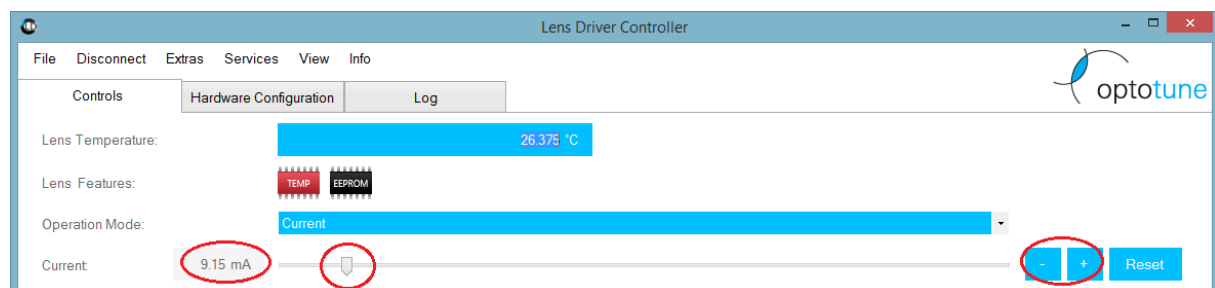 Lens Driver Controller
File Disconnect Extras Services View Info
optotune
Controls Hardware Configuration Log
Lens Temperature: 26.375 °C
Lens Features: TEMP EEPROM
Operation Mode: Current
Current: 9.15 mA - + Reset